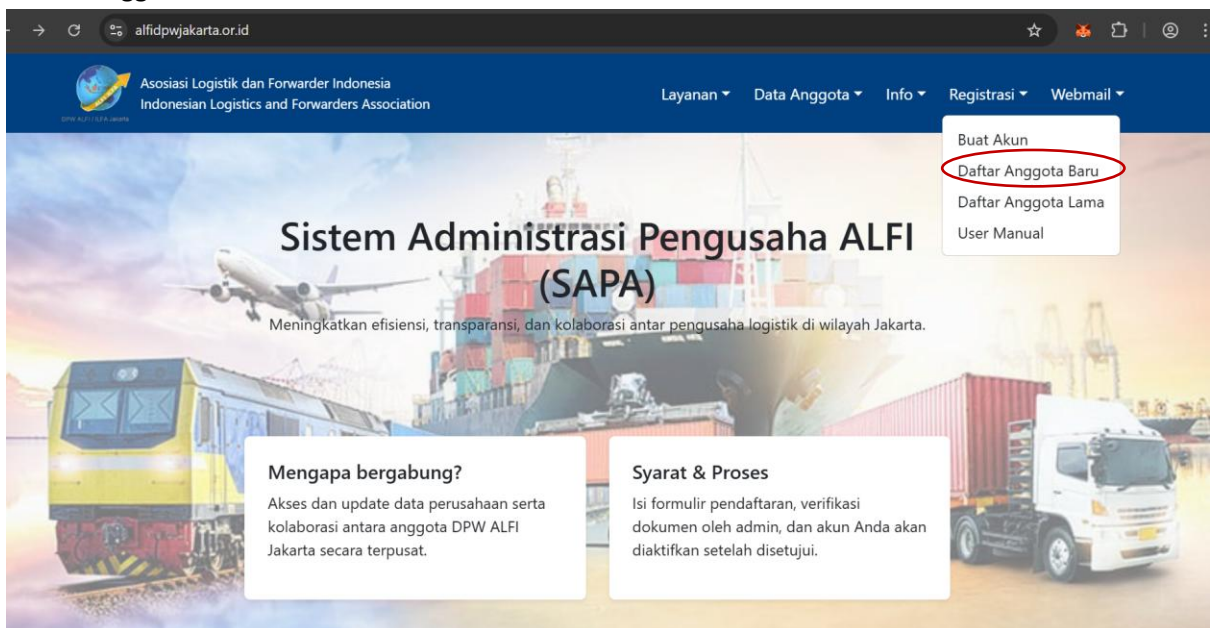 alfidpwjakarta.or.id
Asosiasi Logistik dan Forwarder Indonesia
Indonesian Logistics and Forwarders Association
DPW ALFI / ILFA Jakarta
Layanan
Data Anggota
Info
Registrasi
Webmail
Buat Akun
Daftar Anggota Baru
Daftar Anggota Lama
User Manual
Sistem Administrasi Pengusaha ALFI
(SAPA)
Meningkatkan efisiensi, transparansi, dan kolaborasi antar pengusaha logistik di wilayah Jakarta.
Mengapa bergabung?
Akses dan update data perusahaan serta
kolaborasi antara anggota DPW ALFI
Jakarta secara terpusat.
Syarat & Proses
Isi formulir pendaftaran, verifikasi
dokumen oleh admin, dan akun Anda akan
diaktifkan setelah disetujui.